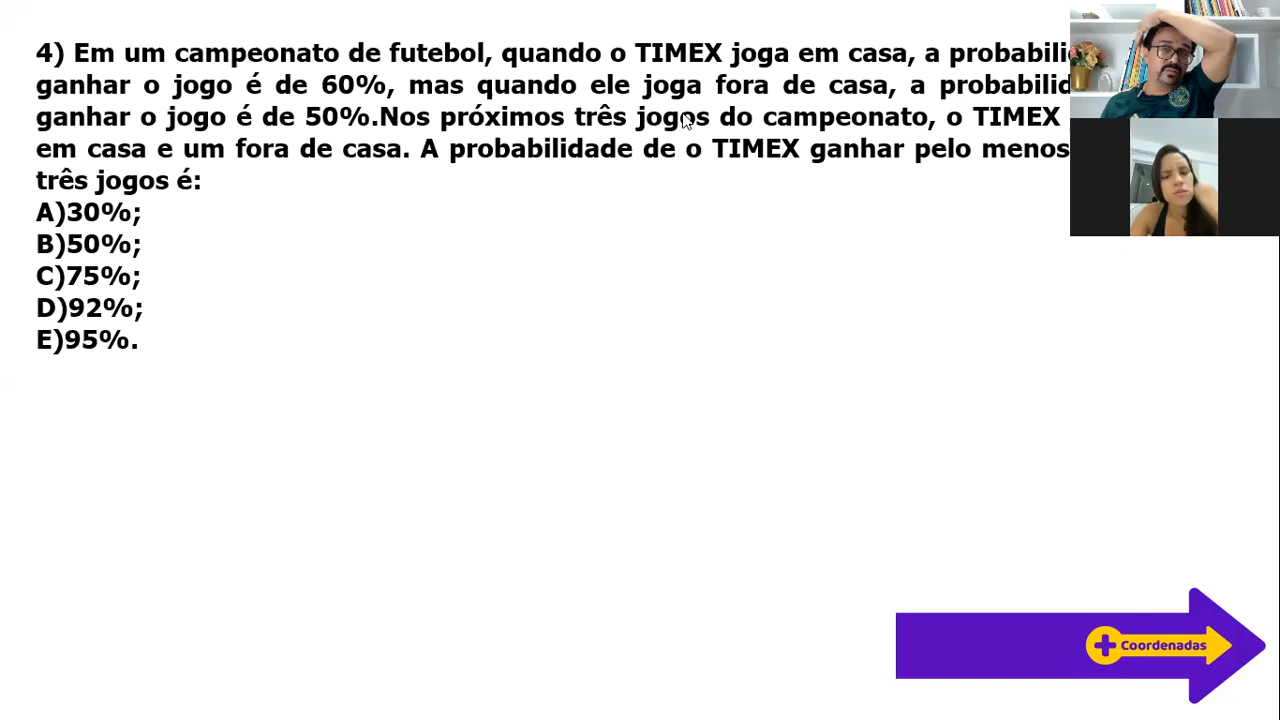 4) Em um campeonato de futebol, quando o TIMEX joga em casa, a
ganhar o jogo é de 60%, mas quando ele joga fora de casa, a
ganhar o jogo é de 50%.Nos próximos três jogos do campeonato, o TIMEX
em casa e um fora de casa. A probabilidade de o TIMEX ganhar pelo menos
três jogos é:
A)30%;
B)50%;
C)75%;
D)92%;
E)95%.
Coordenadas